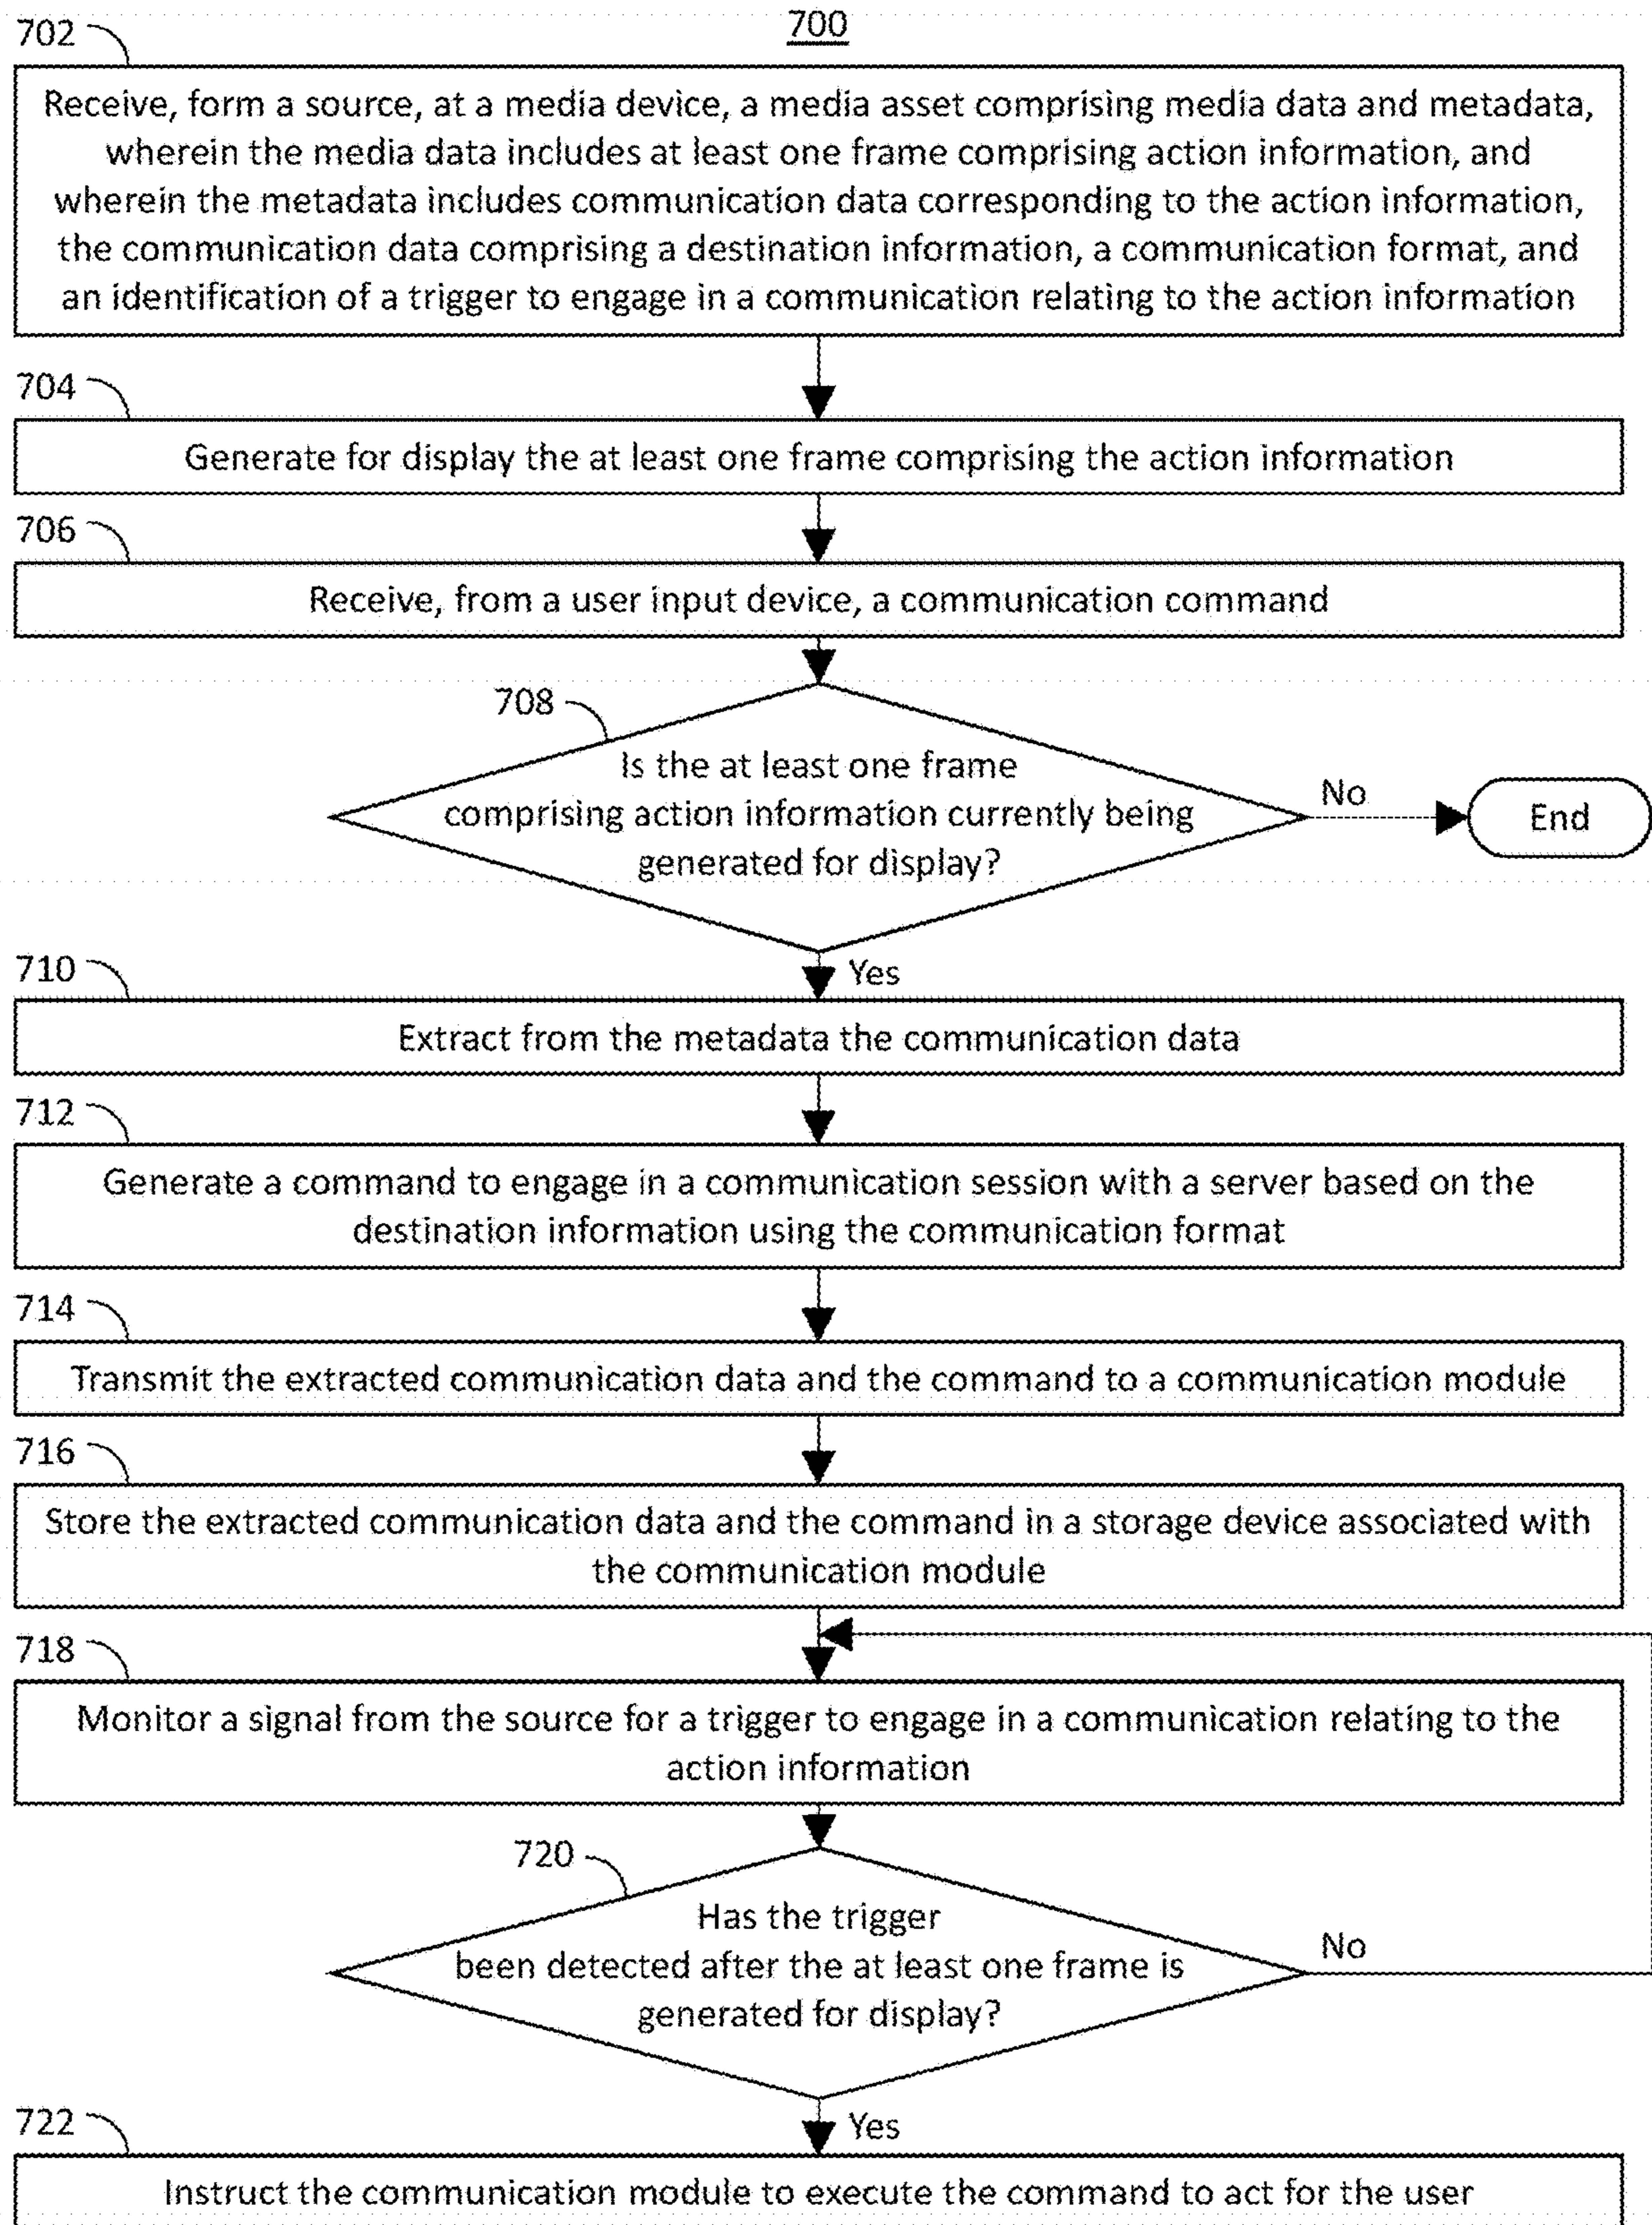 700
702
Receive, form a source, at a media device, a media asset comprising media data and metadata,
wherein the media data includes at least one frame comprising action information, and
wherein the metadata includes communication data corresponding to the action information,
the communication data comprising a destination information, a communication format, and
an identification of a trigger to engage in a communication relating to the action information
704
Generate for display the at least one frame comprising the action information
706
Receive, from a user input device, a communication command
708
Is the at least one frame
comprising action information currently being
generated for display?
No
End
Yes
710
Extract from the metadata the communication data
712
Generate a command to engage in a communication session with a server based on the
destination information using the communication format
714
Transmit the extracted communication data and the command to a communication module
716
Store the extracted communication data and the command in a storage device associated with
the communication module
718
Monitor a signal from the source for a trigger to engage in a communication relating to the
action information
720
Has the trigger
been detected after the at least one frame is
generated for display?
No
Yes
722
Instruct the communication module to execute the command to act for the user